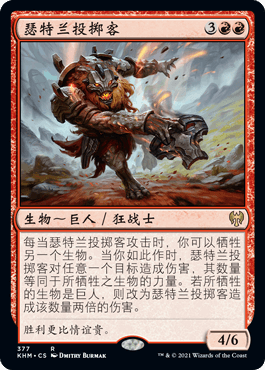 瑟特兰投掷客 3
生物~巨人/狂战士
每当瑟特兰投掷客攻击时,你可以牺牲
另一个生物。当你如此作时,瑟特兰投掷
客对任意一个目标造成伤害,其数量
等同于所牺牲之生物的力量。若所牺牲
的生物是巨人,则改为瑟特兰投掷客造
成该数量两倍的伤害。
胜利更比情谊贵。
4/6
377 R
KHM • CS DMITRY BURMAK
™ & © 2021 Wizards of the Coast